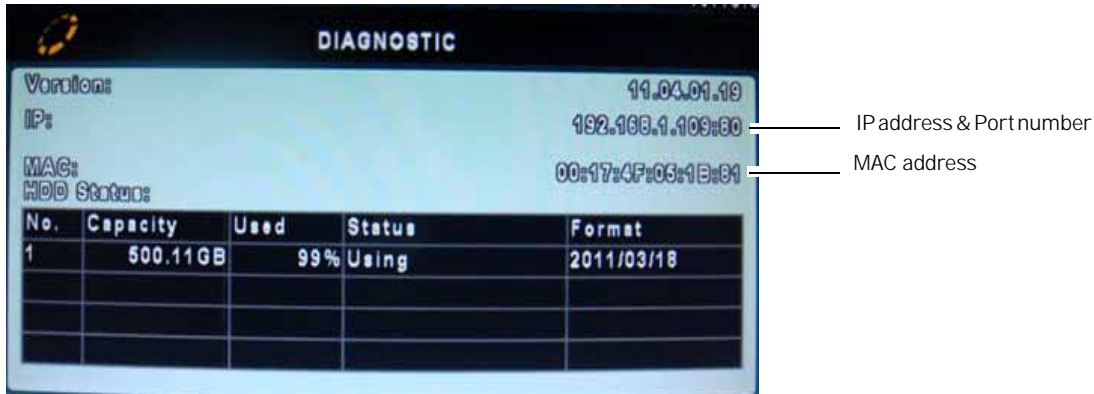 DIAGNOSTIC
Version: 11.04.01.19
IP: 192.168.1.109:80
IP address & Port number
MAC: 00:17:4F:05:1B:81
MAC address
HDD Status:
No. Capacity Used Status Format
1 500.11GB 99% Using 2011/03/18